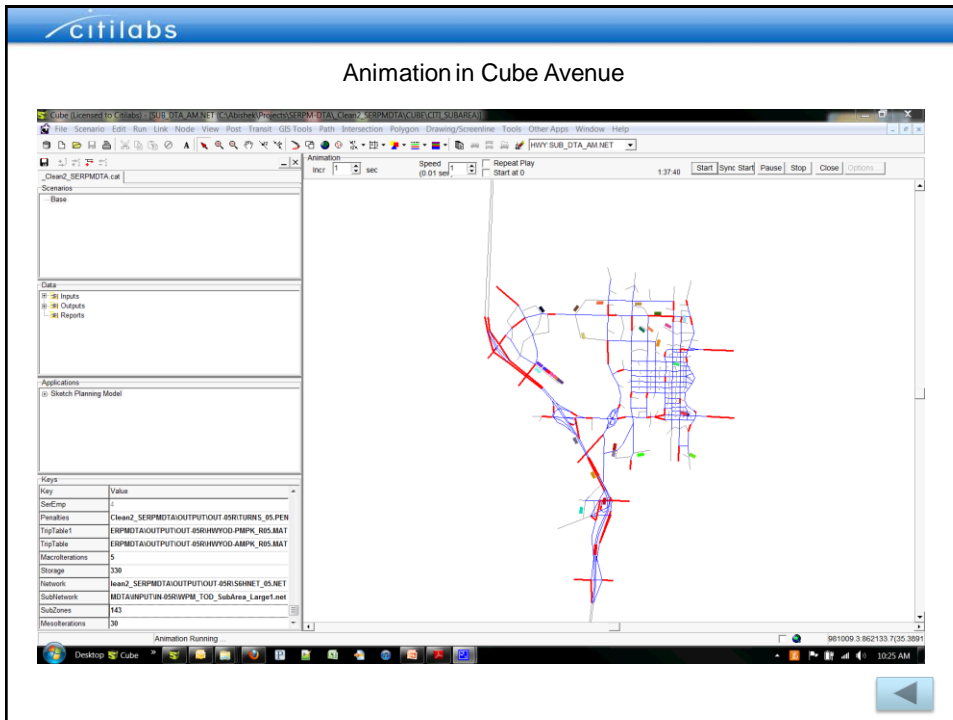 citilabs
Animation in Cube Avenue
Cube (Licensed to Citilabs) - [SUB_DTA_AM.NET (C:\Abishek\Projects\SERPM-DTA\_Clean2_SERPMDTA\CUBE\CITI_SUBAREA)]
File Scenario Edit Run Link Node View Post Transit GIS Tools Path Intersection Polygon Drawing/Screenline Tools Other Apps Window Help
HWY:SUB_DTA_AM.NET
_Clean2_SERPMDTA.cat
Animation
Incr 1 sec
Speed 1
(0.01 sec
Repeat Play
Start at 0
1:37:40
Start Sync Start Pause Stop Close Options ...
Scenarios
Base
Data
Inputs
Outputs
Reports
Applications
Sketch Planning Model
Keys
Key Value
SerEmp 4
Penalties Clean2_SERPMDTA\OUTPUT\OUT-05R\TURNS_05.PEN
TripTable1 ERPMDTA\OUTPUT\OUT-05R\HWYOD-PMPK_R05.MAT
TripTable ERPMDTA\OUTPUT\OUT-05R\HWYOD-AMPK_R05.MAT
MacroIterations 5
Storage 330
Network lean2_SERPMDTA\OUTPUT\OUT-05R\S6HNET_05.NET
SubNetwork MDTA\INPUT\IN-05R\WPM_TOD_SubArea_Large1.net
SubZones 143
MesoIterations 30
Animation Running ...
981009.3:862133.7(35.3891
Desktop Cube
10:25 AM